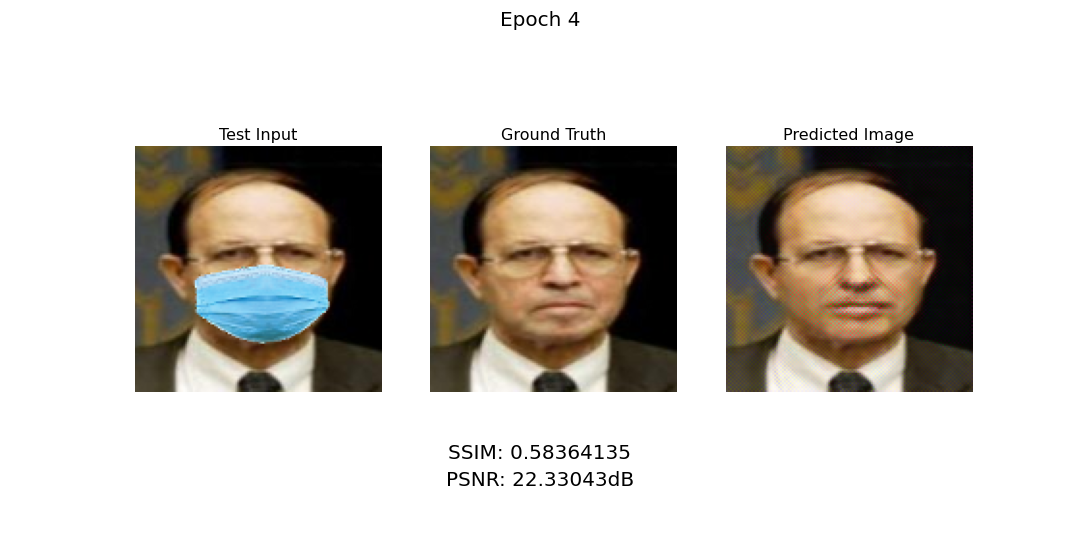 Epoch 4
Test Input
Ground Truth
Predicted Image
SSIM: 0.58364135
PSNR: 22.33043dB